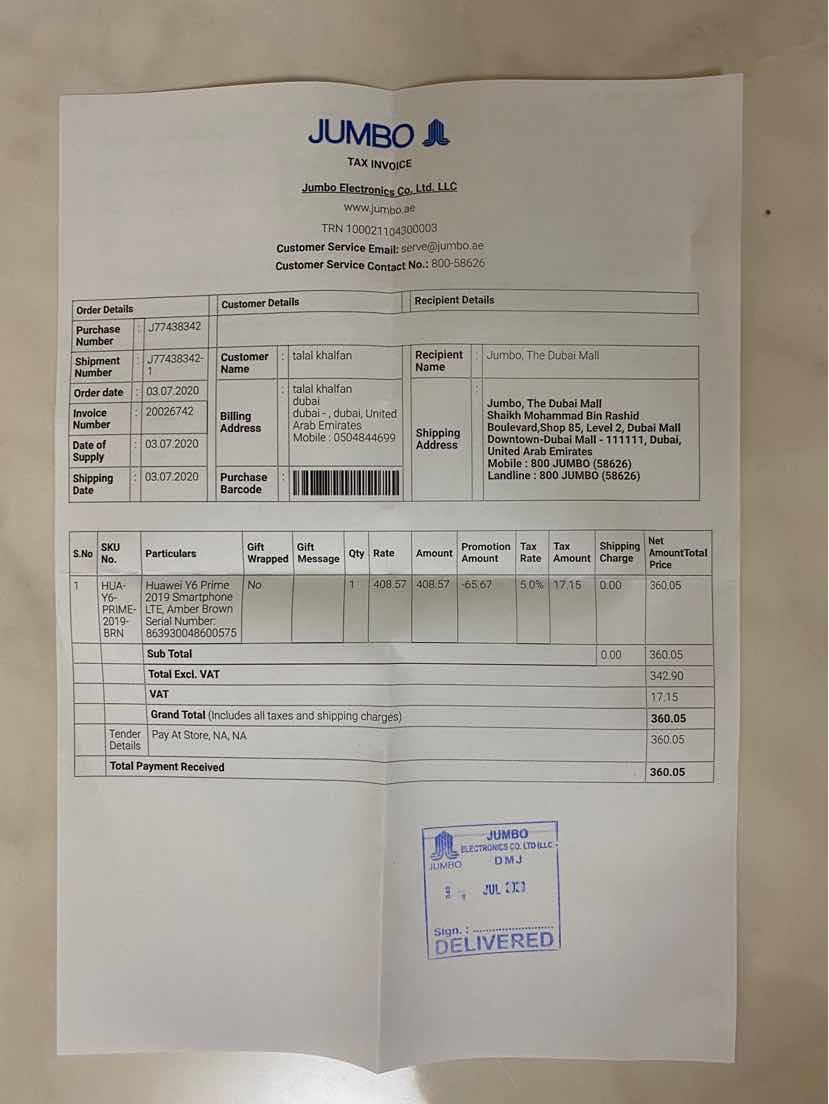 JUMBO
TAX INVOICE
Jumbo Electronics Co. Ltd. LLC
www.jumbo.ae
TRN 100021104300003
Customer Service Email: serve@jumbo.ae
Customer Service Contact No.: 800-58626
Order Details
Purchase Number : J77438342
Shipment Number : J77438342-1
Order date : 03.07.2020
Invoice Number : 20026742
Date of Supply : 03.07.2020
Shipping Date : 03.07.2020
Customer Details
Customer Name : talal khalfan
Billing Address : talal khalfan
dubai
dubai - , dubai, United
Arab Emirates
Mobile : 0504844699
Purchase Barcode :
Recipient Details
Recipient Name : Jumbo, The Dubai Mall
Shipping Address : Jumbo, The Dubai Mall
Shaikh Mohammad Bin Rashid
Boulevard,Shop 85, Level 2, Dubai Mall
Downtown-Dubai Mall - 111111, Dubai,
United Arab Emirates
Mobile : 800 JUMBO (58626)
Landline : 800 JUMBO (58626)
S.No SKU No. Particulars Gift Wrapped Gift Message Qty Rate Amount Promotion Amount Tax Rate Tax Amount Shipping Charge Net AmountTotal Price
1 HUA-Y6-PRIME-2019-BRN Huawei Y6 Prime 2019 Smartphone LTE, Amber Brown Serial Number: 863930048600575 No 1 408.57 408.57 -65.67 5.0% 17.15 0.00 360.05
Sub Total 0.00 360.05
Total Excl. VAT 342.90
VAT 17.15
Grand Total (Includes all taxes and shipping charges) 360.05
Tender Details Pay At Store, NA, NA 360.05
Total Payment Received 360.05
JUMBO
ELECTRONICS CO. LTD (LLC
JUMBO
DMJ
JUL
Sign. :
DELIVERED